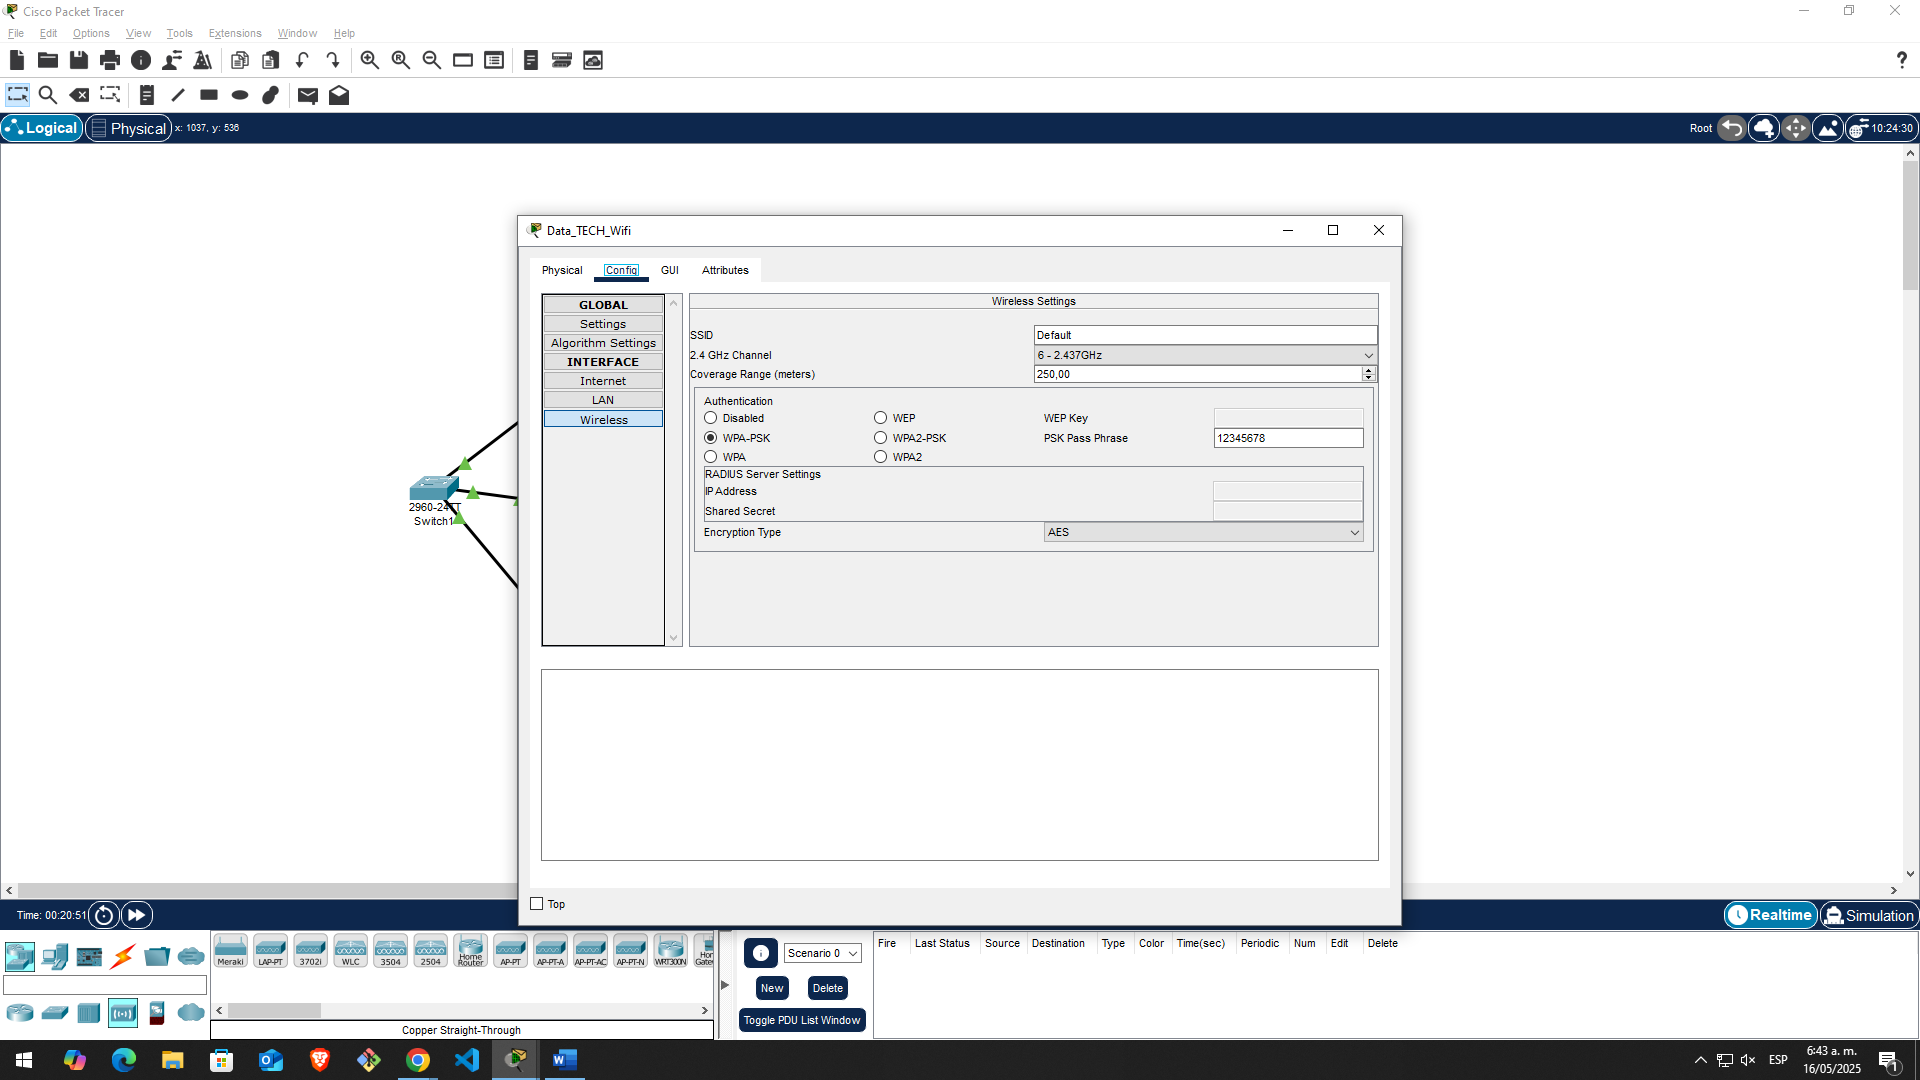 Cisco Packet Tracer
File Edit Options View Tools Extensions Window Help
Logical Physical x: 1037, y: 536 Root 10:24:30
Data_TECH_Wifi
Physical Config GUI Attributes
GLOBAL
Settings
Algorithm Settings
INTERFACE
Internet
LAN
Wireless
Wireless Settings
SSID Default
2.4 GHz Channel 6 - 2.437GHz
Coverage Range (meters) 250,00
Authentication
Disabled WEP WEP Key
WPA-PSK WPA2-PSK PSK Pass Phrase 12345678
WPA WPA2
RADIUS Server Settings
IP Address
Shared Secret
Encryption Type AES
2960-24TT
Switch1
Top
Time: 00:20:51 Realtime Simulation
Meraki LAP-PT 3702i WLC 3504 2504 Home Router AP-PT AP-PT-A AP-PT-AC AP-PT-N WRT300N
Copper Straight-Through
Scenario 0
New Delete
Toggle PDU List Window
Fire Last Status Source Destination Type Color Time(sec) Periodic Num Edit Delete
ESP
6:43 a. m.
16/05/2025
1